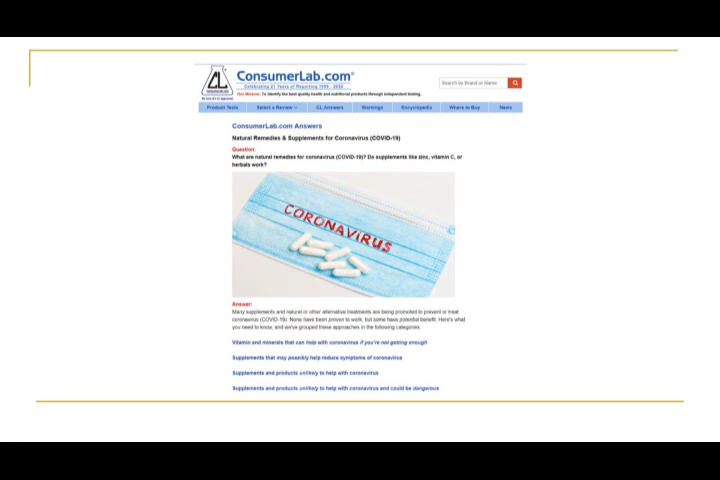 CL
ConsumerLab.com®
Celebrating 21 Years of Reporting 1999 - 2020
Our Mission: To identify the best quality health and nutritional products through independent testing.
Search by Brand or Name
Product Tests Select a Review CL Answers Warnings Encyclopedia Where to Buy News
ConsumerLab.com Answers
Natural Remedies & Supplements for Coronavirus (COVID-19)
Question:
What are natural remedies for coronavirus (COVID-19)? Do supplements like zinc, vitamin C, or
herbals work?
CORONAVIRUS
Answer:
Many supplements and natural or other alternative treatments are being promoted to prevent or treat
coronavirus (COVID-19). None have been proven to work, but some have potential benefit. Here's what
you need to know, and we've grouped these approaches in the following categories:
Vitamin and minerals that can help with coronavirus if you're not getting enough
Supplements that may possibly help reduce symptoms of coronavirus
Supplements and products unlikely to help with coronavirus
Supplements and products unlikely to help with coronavirus and could be dangerous